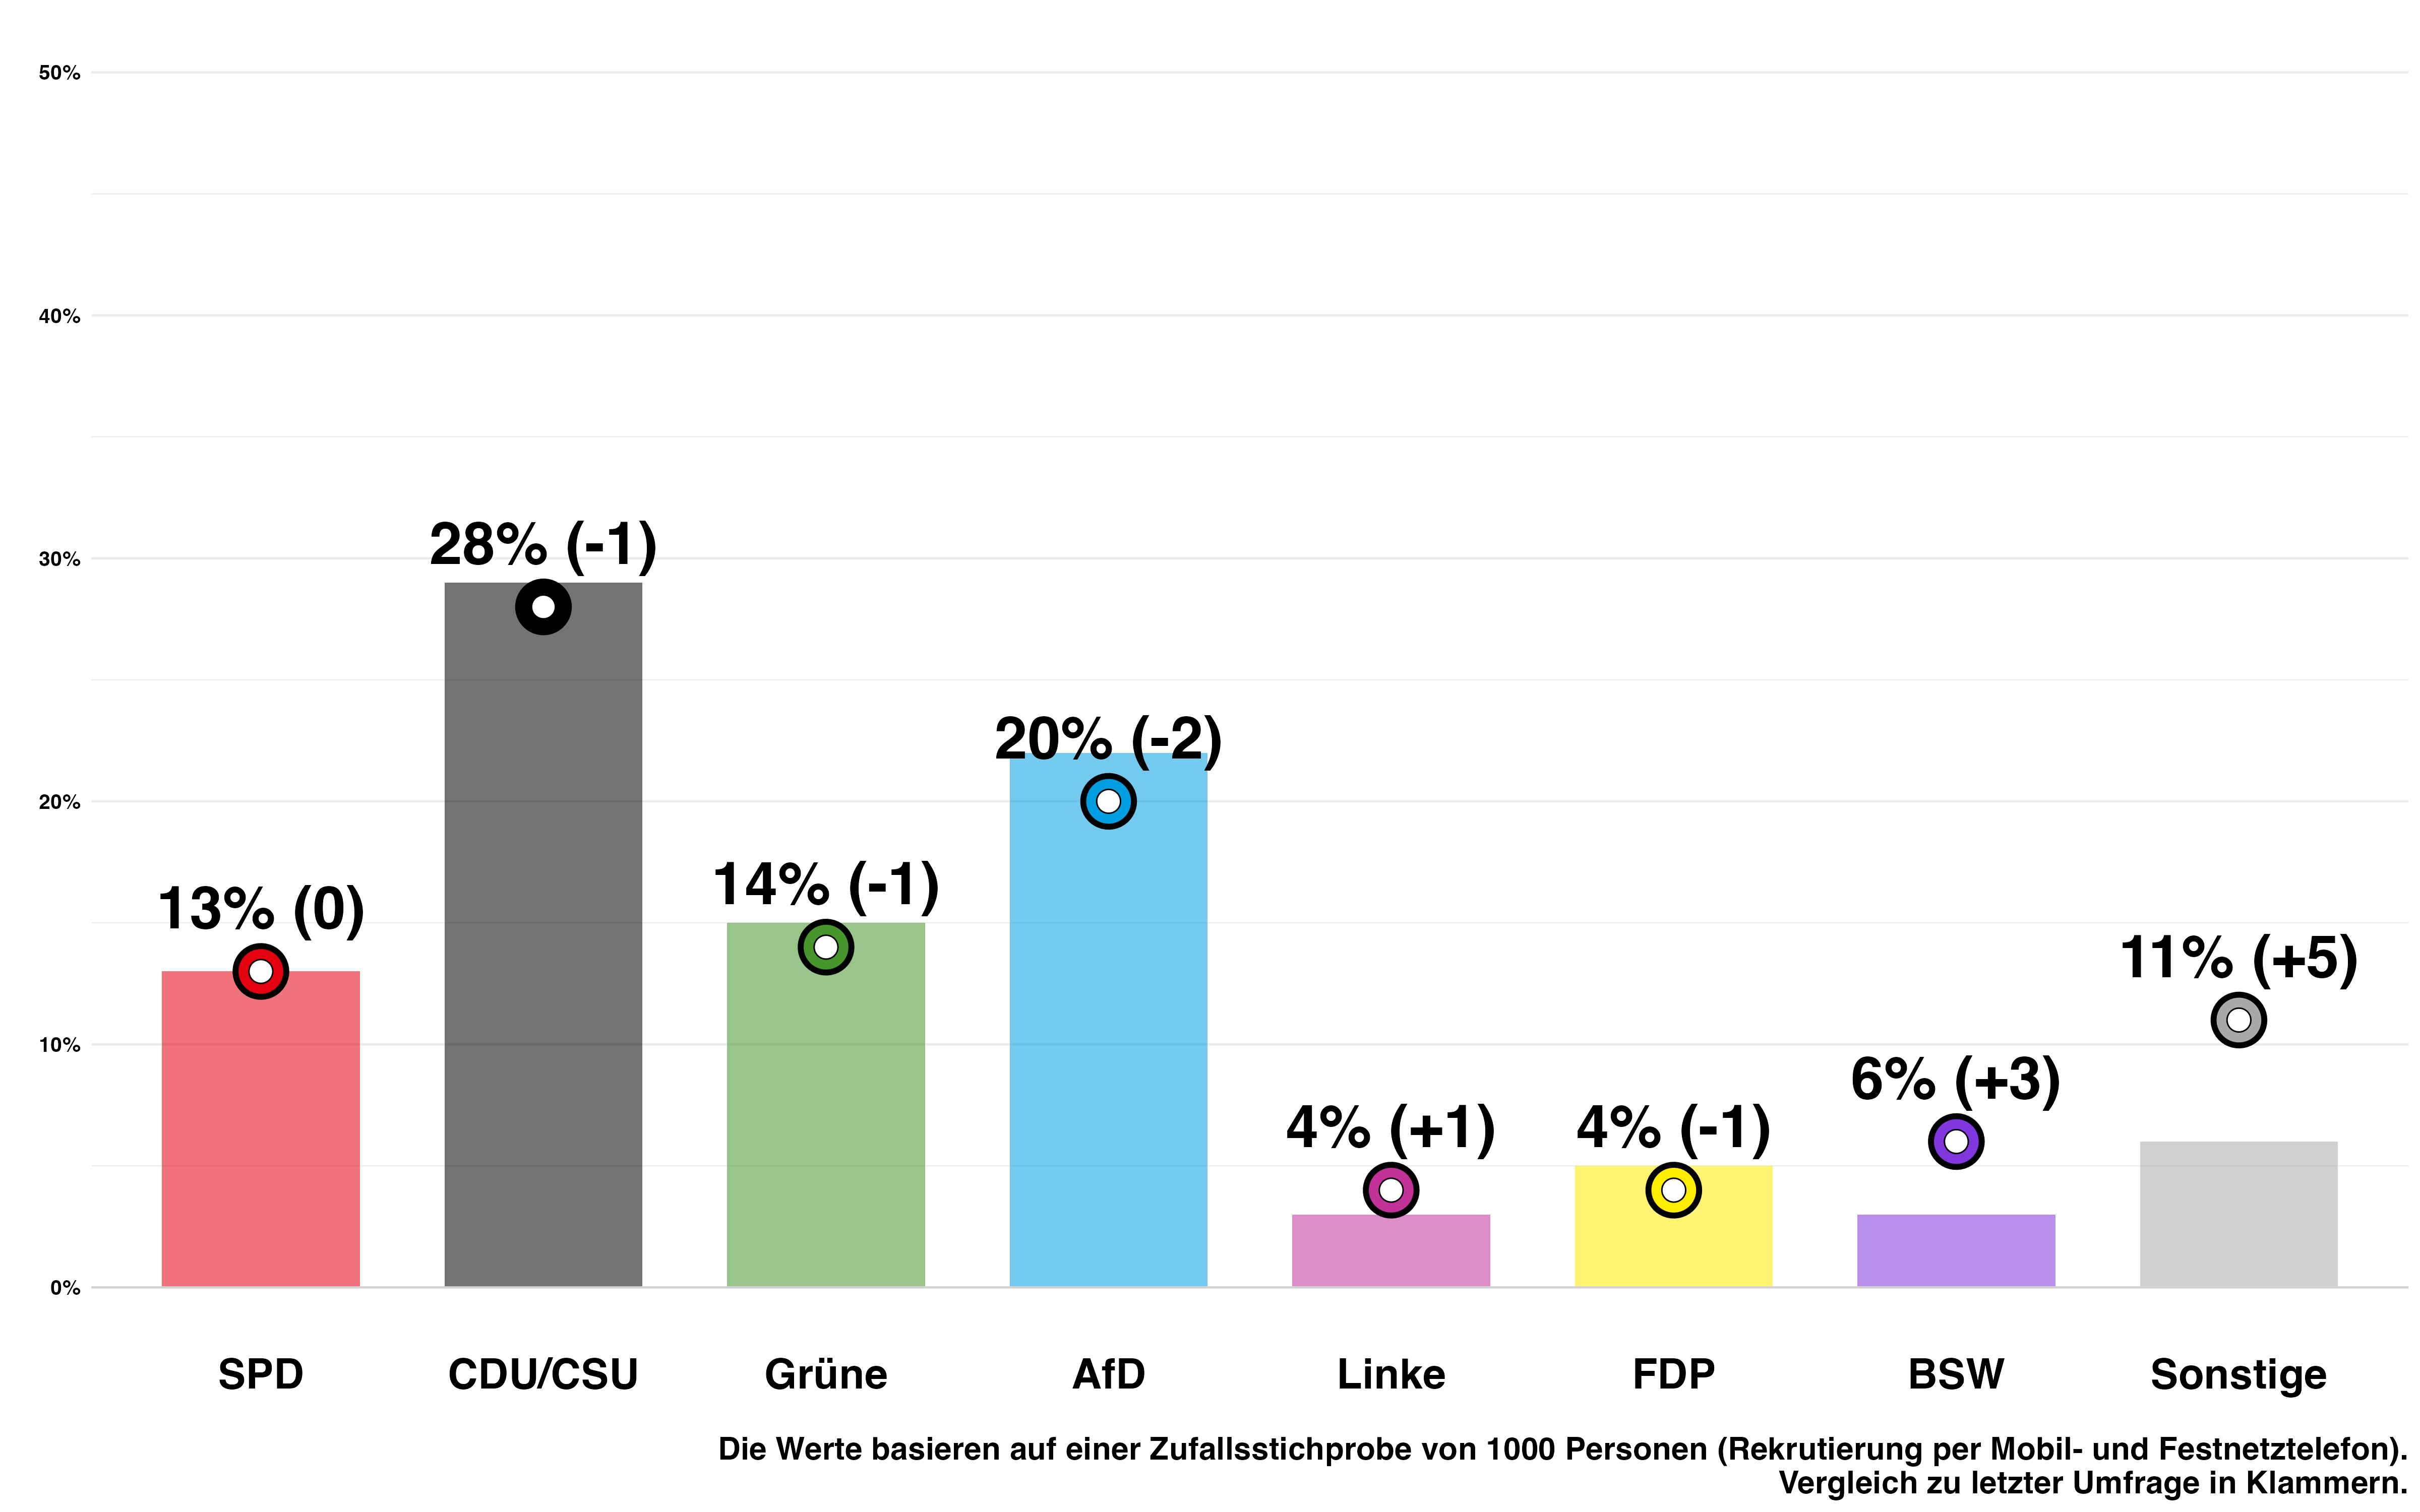 50%
40%
30%
20%
10%
0%
13% (0)
28% (-1)
14% (-1)
20% (-2)
4% (+1)
4% (-1)
6% (+3)
11% (+5)
SPD
CDU/CSU
Grüne
AfD
Linke
FDP
BSW
Sonstige
Die Werte basieren auf einer Zufallsstichprobe von 1000 Personen (Rekrutierung per Mobil- und Festnetztelefon).
Vergleich zu letzter Umfrage in Klammern.